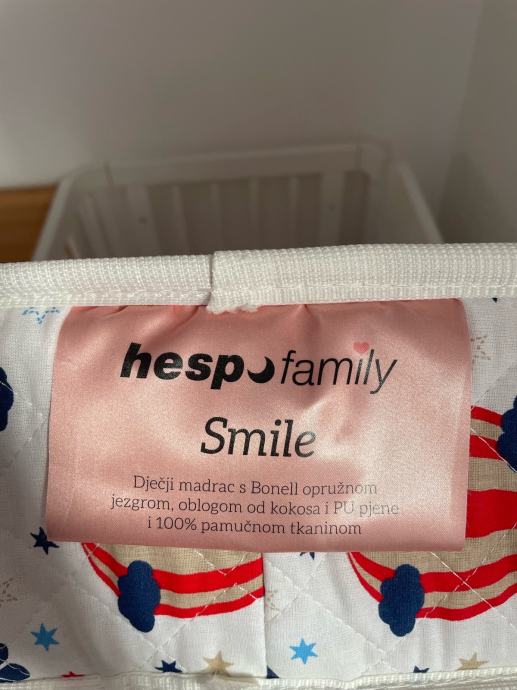 hespo family
Smile
Dječji madrac s Bonell opružnom
jezgrom, oblogom od kokosa i PU pjene
i 100% pamučnom tkaninom